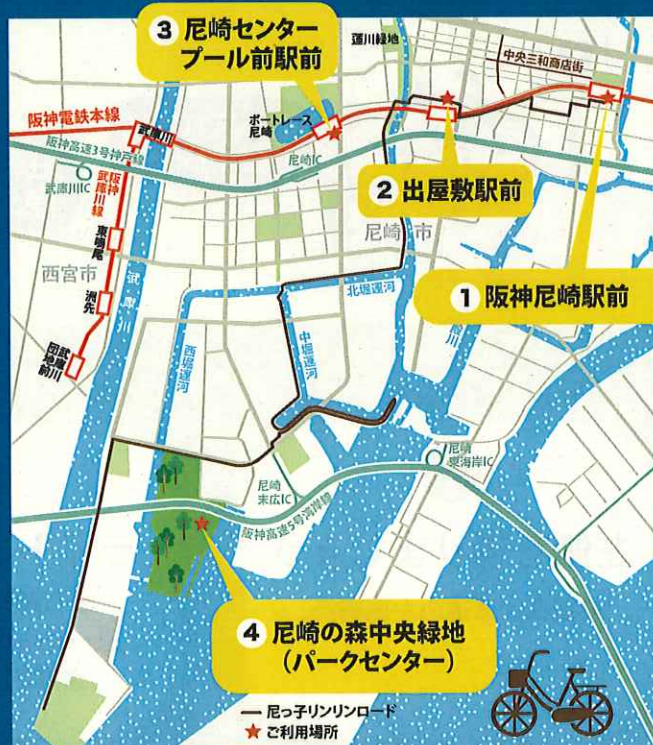 3 尼崎センター
プール前駅前
蓬川緑地
中央三和商店街
阪神電鉄本線
武庫川
ボートレース
尼崎
阪神高速3号神戸線
尼崎IC
武庫川IC
阪神
武庫川線
2 出屋敷駅前
東鳴尾
尼崎市
西宮市
武庫川
1 阪神尼崎駅前
洲先
北堀運河
武庫川
団地前
西堀運河
中堀運河
尼崎
東海岸IC
尼崎
末広IC
阪神高速5号湾岸線
4 尼崎の森中央緑地
(パークセンター)
尼っ子リンリンロード
★ ご利用場所